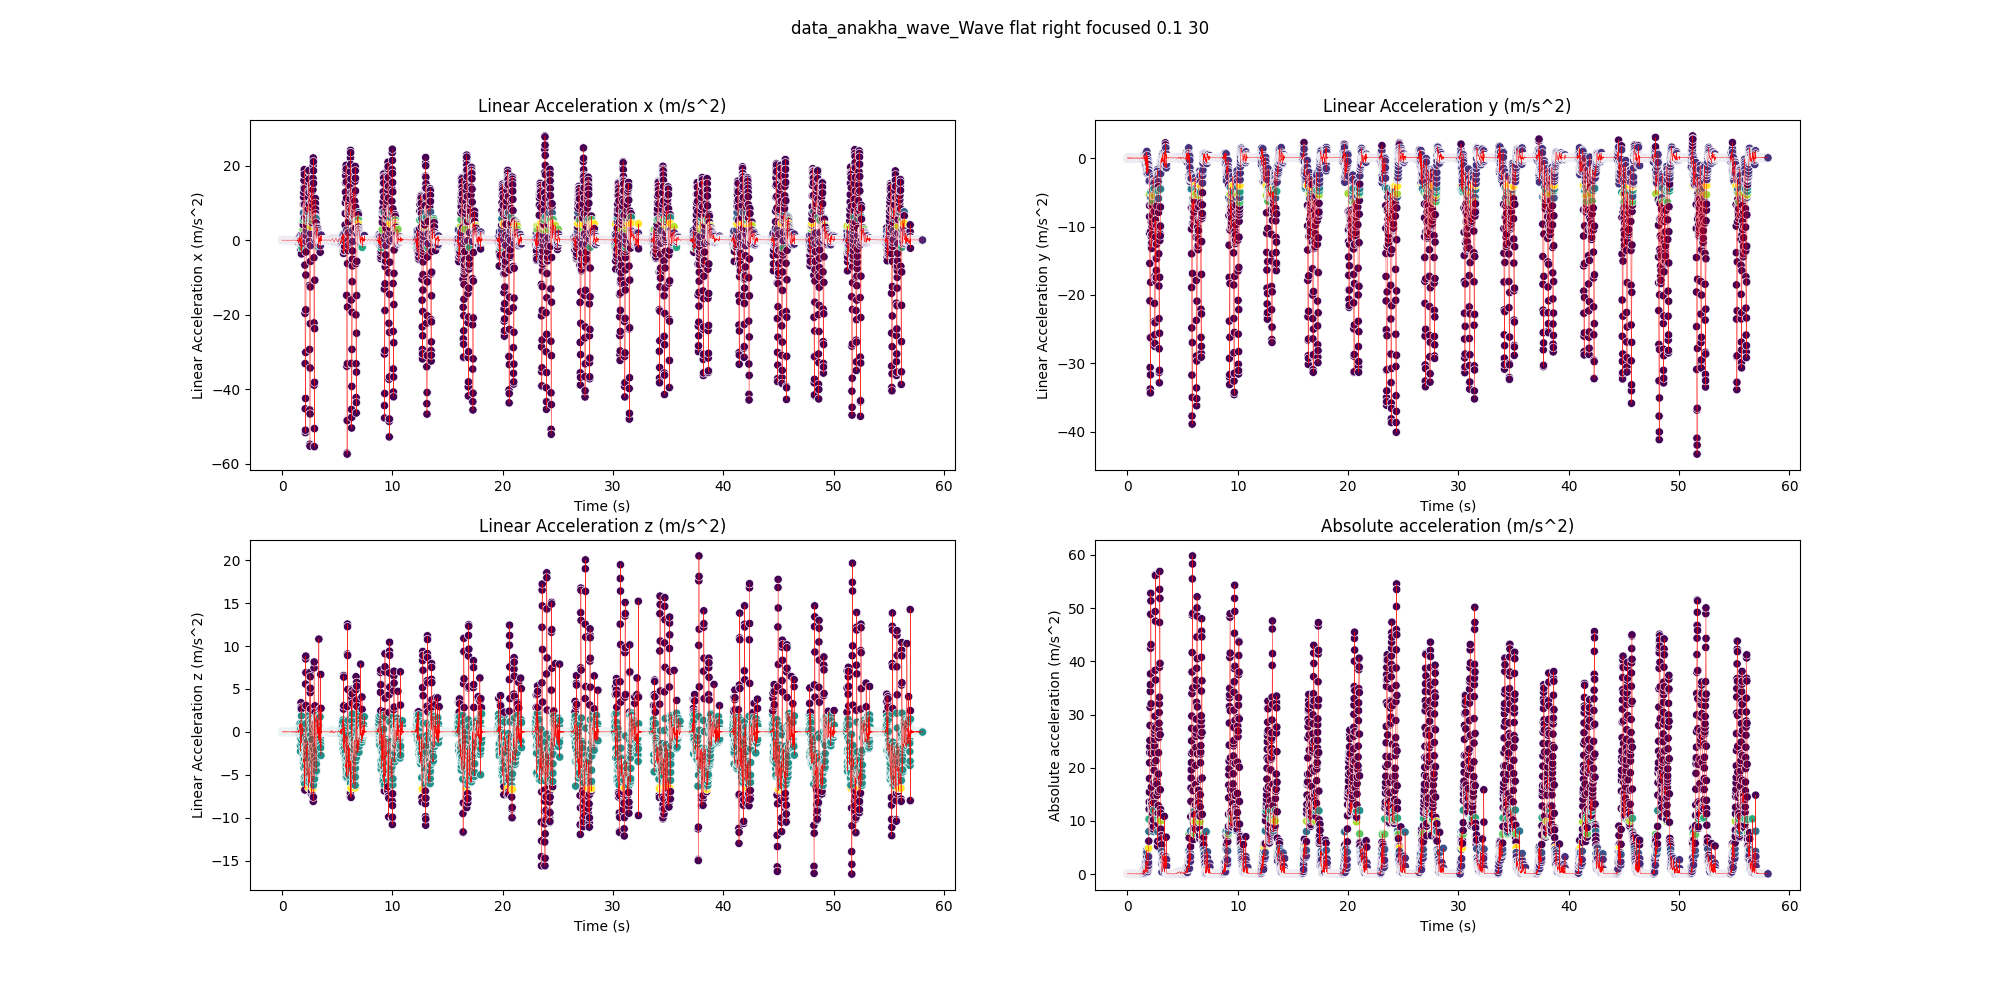 data_anakha_wave_Wave flat right focused 0.1 30
Linear Acceleration x (m/s^2)
Linear Acceleration x (m/s^2)
20
0
−20
−40
−60
0 10 20 30 40 50 60
Time (s)
Linear Acceleration y (m/s^2)
Linear Acceleration y (m/s^2)
0
−10
−20
−30
−40
0 10 20 30 40 50 60
Time (s)
Linear Acceleration z (m/s^2)
Linear Acceleration z (m/s^2)
20
15
10
5
0
−5
−10
−15
0 10 20 30 40 50 60
Time (s)
Absolute acceleration (m/s^2)
Absolute acceleration (m/s^2)
60
50
40
30
20
10
0
0 10 20 30 40 50 60
Time (s)